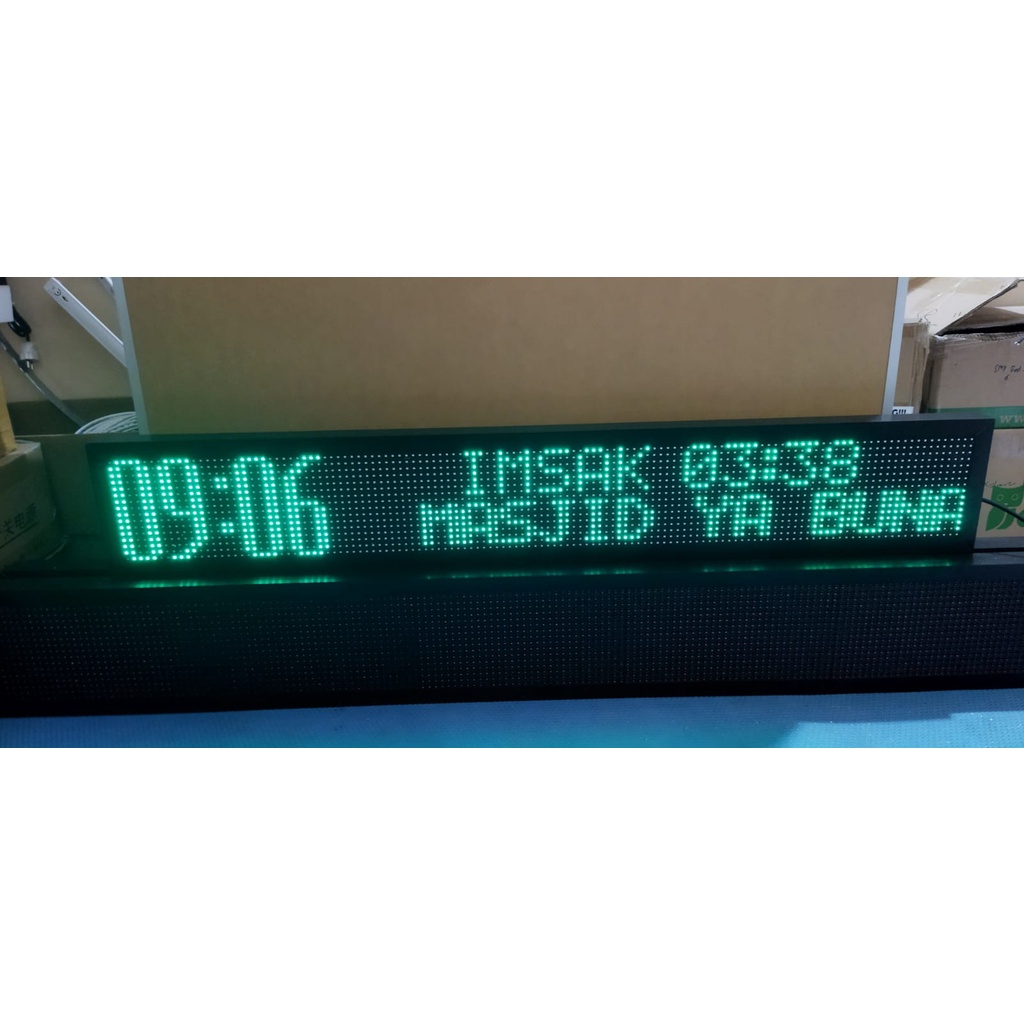 09:06
IMSAK 03:38
MASJID YA BUNA